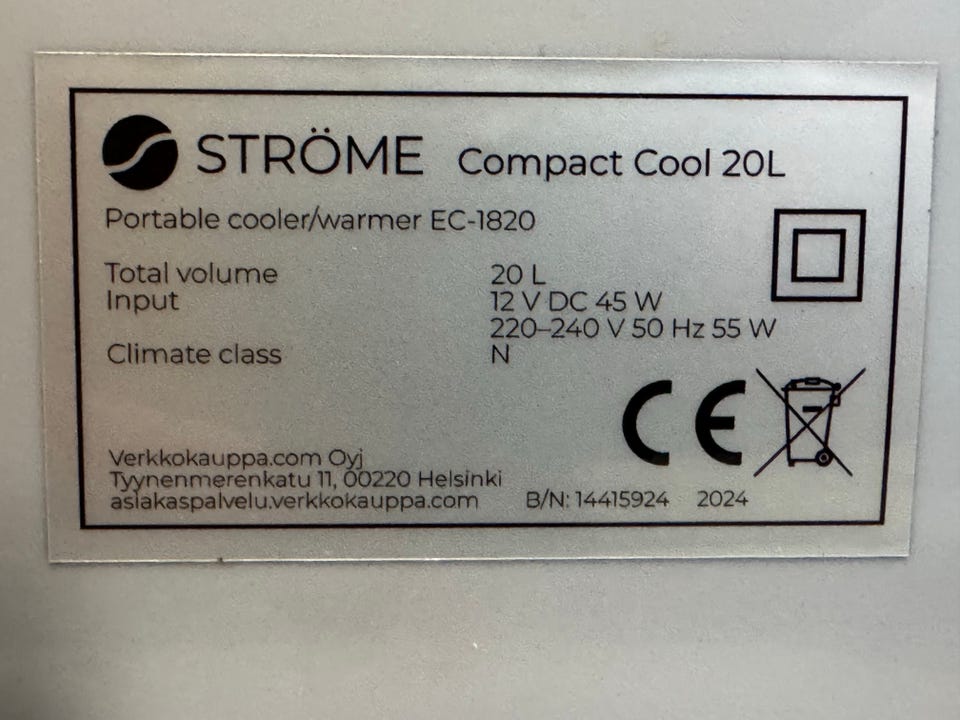 STRÖME Compact Cool 20L
Portable cooler/warmer EC-1820
Total volume 20 L
Input 12 V DC 45 W
220–240 V 50 Hz 55 W
Climate class N
CE
Verkkokauppa.com Oyj
Tyynenmerenkatu 11, 00220 Helsinki
asiakaspalvelu.verkkokauppa.com B/N: 14415924 2024